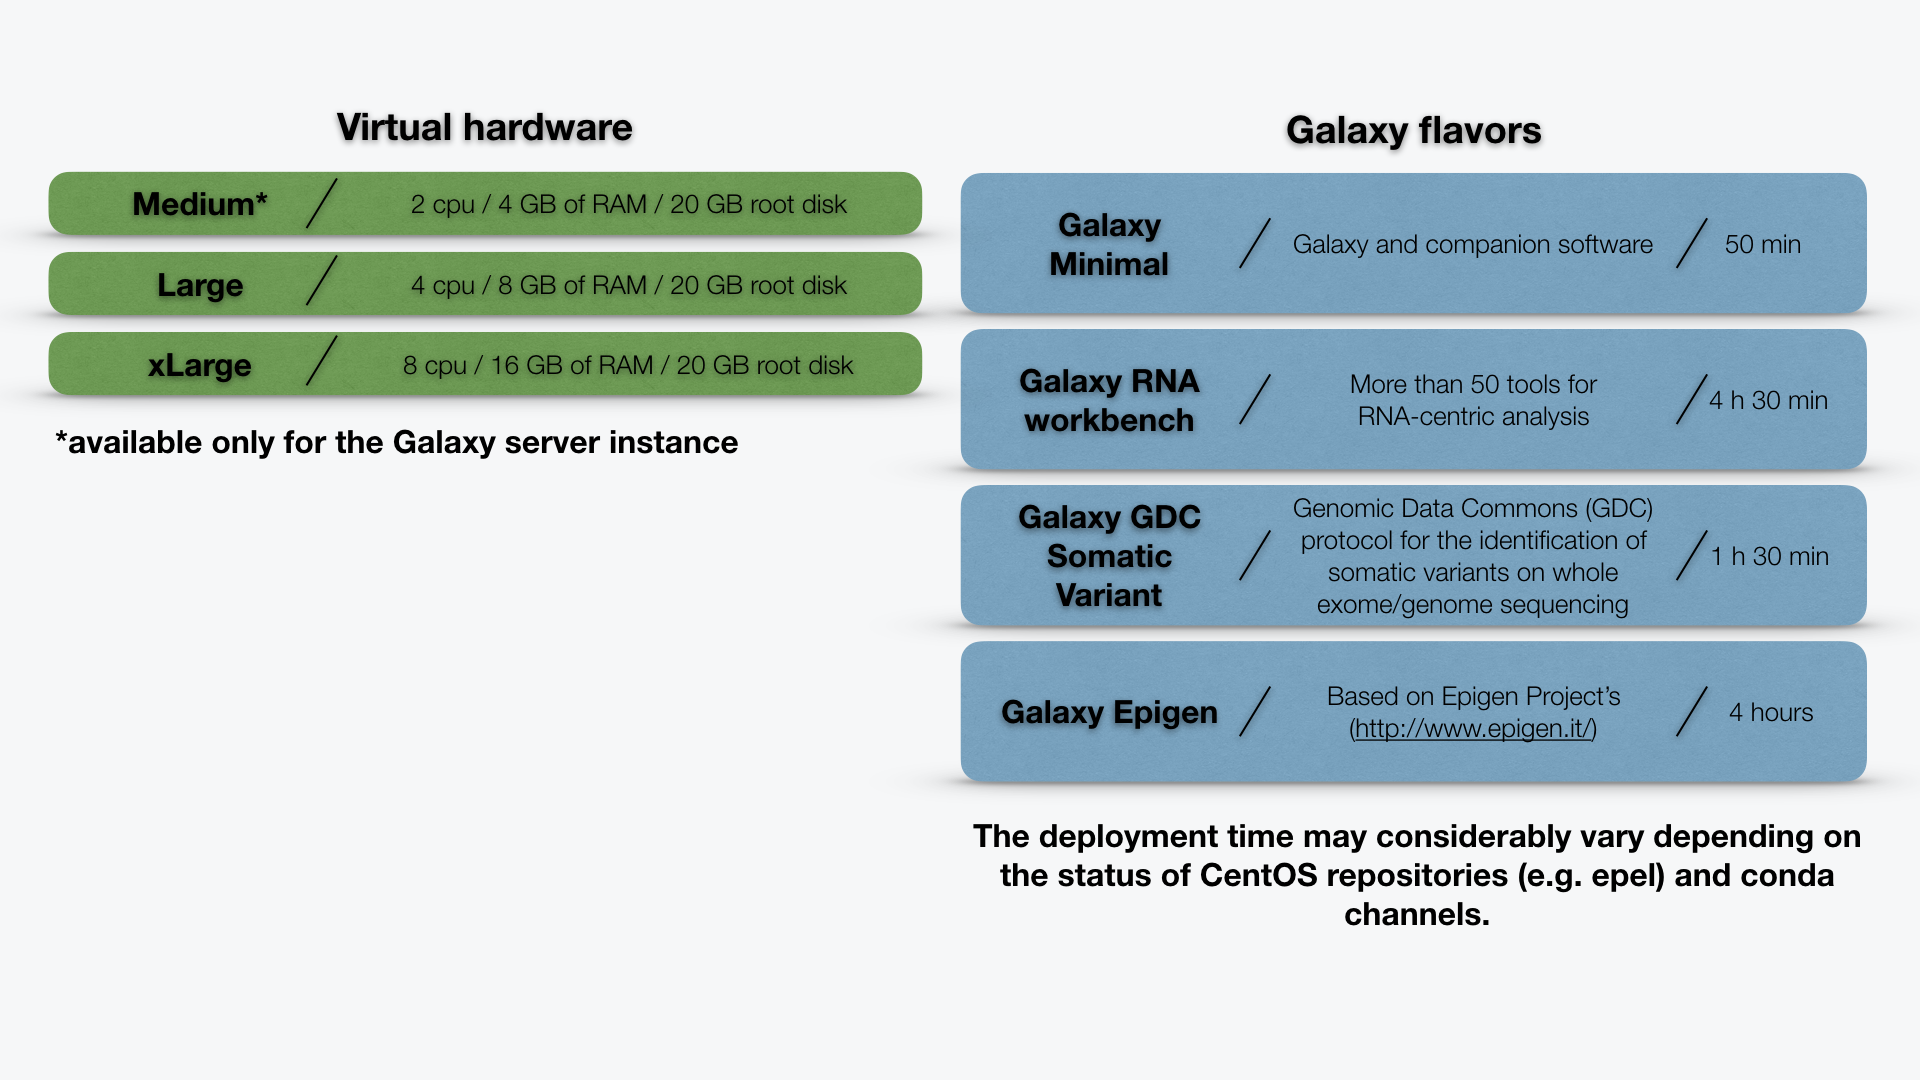 Virtual hardware
Medium*
2 cpu / 4 GB of RAM / 20 GB root disk
Large
4 cpu / 8 GB of RAM / 20 GB root disk
xLarge
8 cpu / 16 GB of RAM / 20 GB root disk
*available only for the Galaxy server instance
Galaxy flavors
Galaxy
Minimal
Galaxy and companion software
50 min
Galaxy RNA
workbench
More than 50 tools for
RNA-centric analysis
4 h 30 min
Galaxy GDC
Somatic
Variant
Genomic Data Commons (GDC)
protocol for the identification of
somatic variants on whole
exome/genome sequencing
1 h 30 min
Galaxy Epigen
Based on Epigen Project’s
(http://www.epigen.it/)
4 hours
The deployment time may considerably vary depending on
the status of CentOS repositories (e.g. epel) and conda
channels.